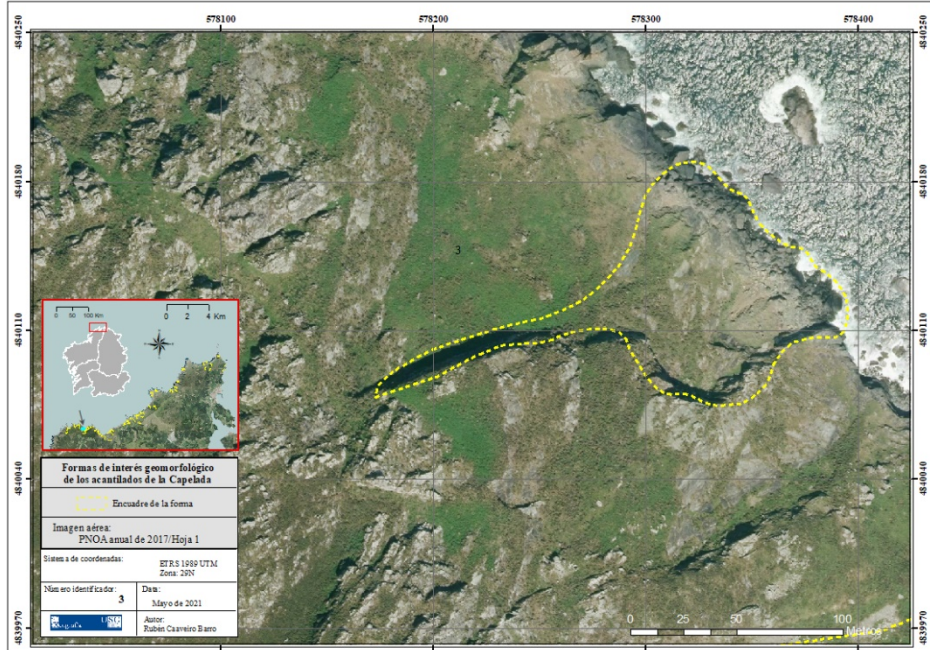 578100 578200 578300 578400
4840250 4840250
4840180 4840180
3
4840110 4840110
4840040 4840040
4839970 4839970
0 50 100 Km
0 2 4 Km
Formas de interés geomorfológico
de los acantilados de la Capelada
Encuadre de la forma
Imagen aérea:
PNOA anual de 2017/Hoja 1
Sistema de coordenadas:
ETRS 1989 UTM
Zona: 29N
Número identificador:
3
Data:
Mayo de 2021
Autor:
Rubén Caaveiro Barro
USC
0 25 50 100
Metros